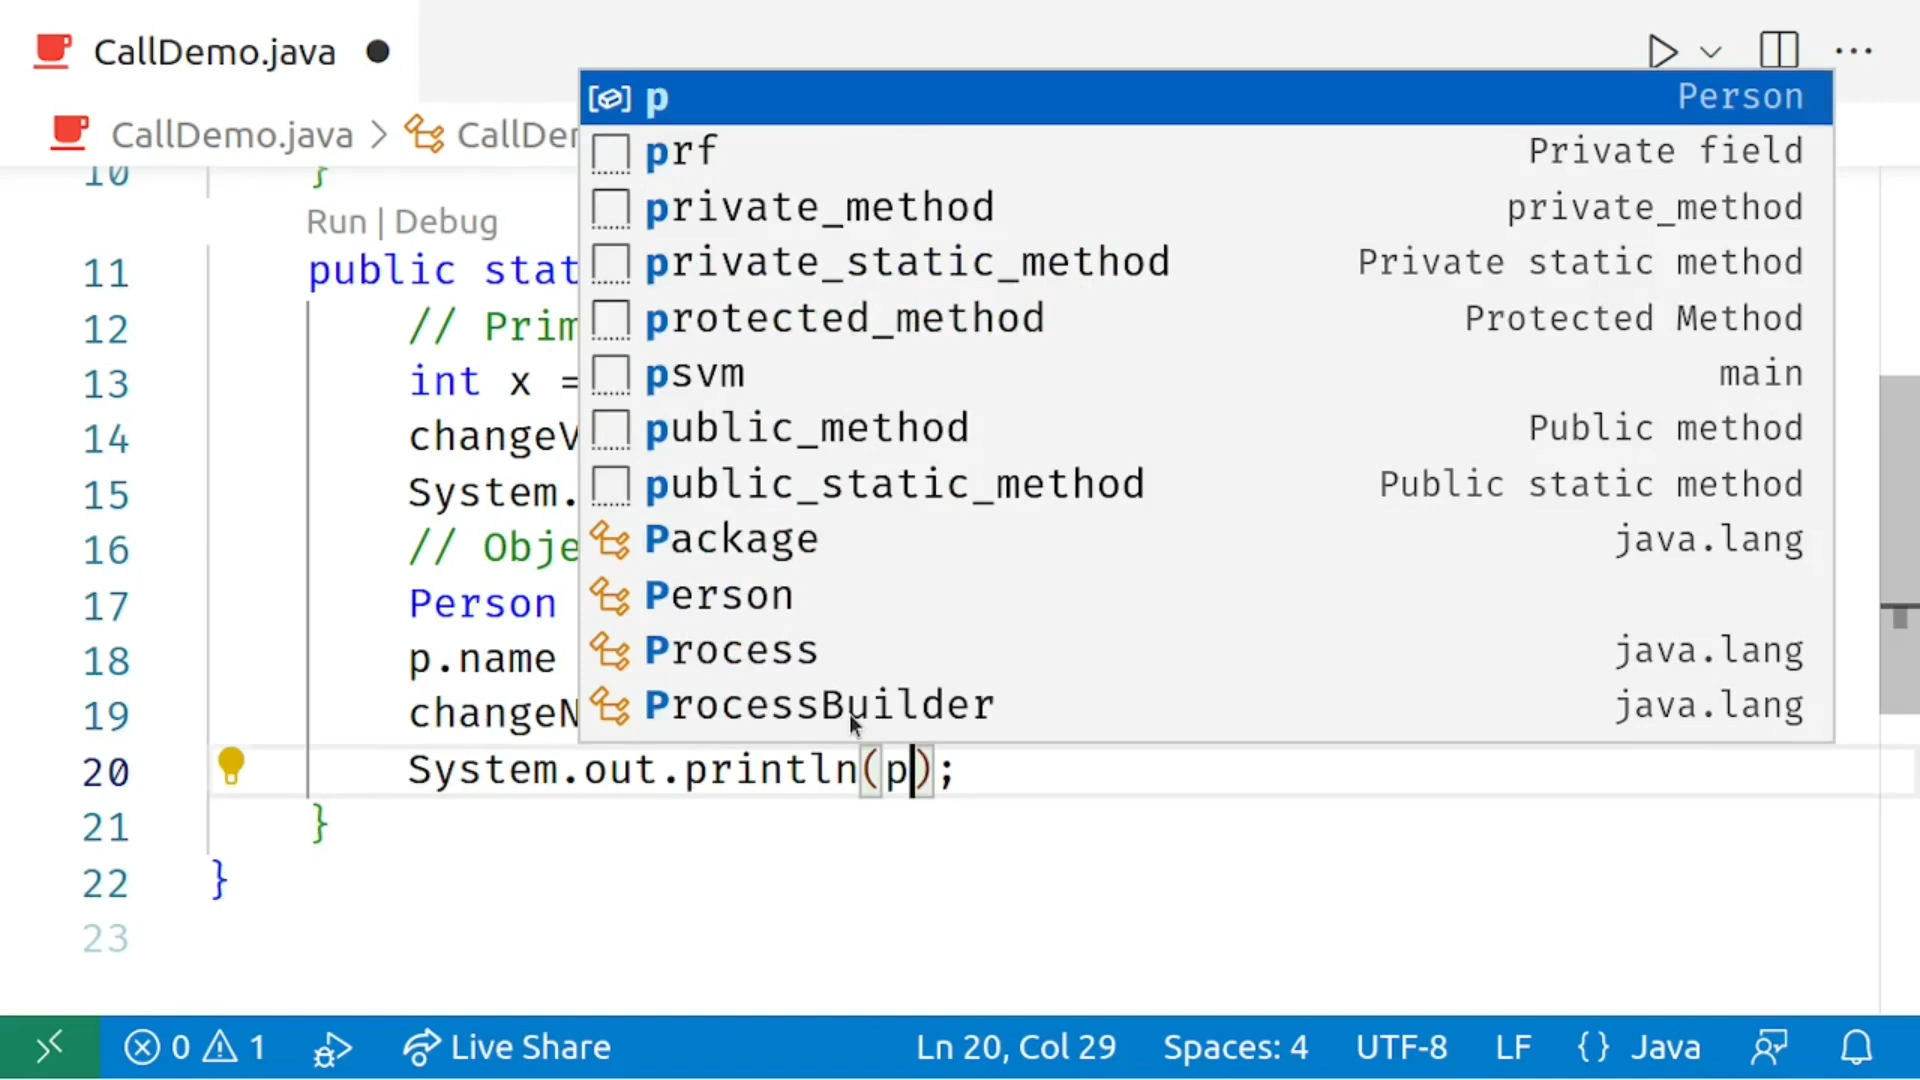 CallDemo.java
CallDemo.java > CallDem
10 }
Run | Debug
11 public stat
12 // Prim
13 int x =
14 changeV
15 System.
16 // Obje
17 Person
18 p.name
19 changeN
p Person
prf Private field
private_method private_method
private_static_method Private static method
protected_method Protected Method
psvm main
public_method Public method
public_static_method Public static method
Package java.lang
Person
Process java.lang
ProcessBuilder java.lang
20 System.out.println(p);
21 }
22 }
23
0 1 Live Share Ln 20, Col 29 Spaces: 4 UTF-8 LF {} Java